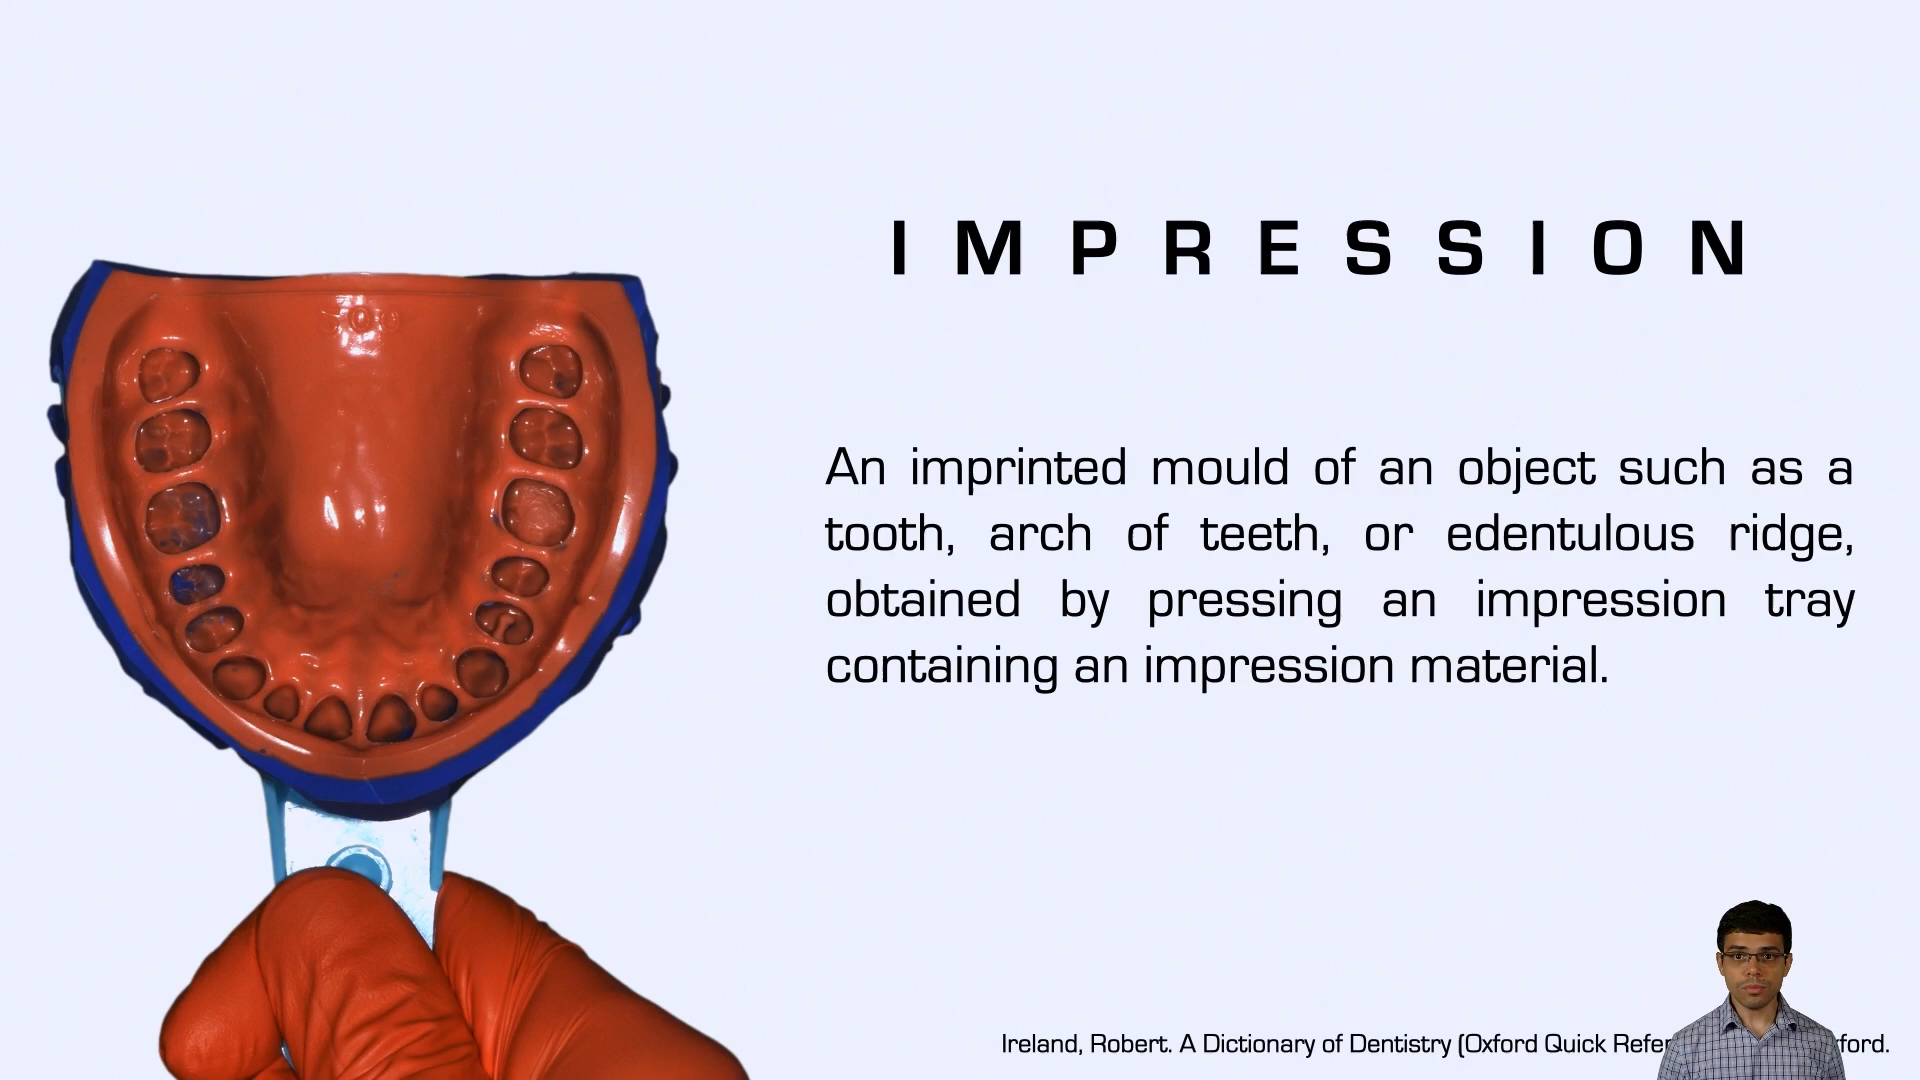 IMPRESSION
An imprinted mould of an object such as a
tooth, arch of teeth, or edentulous ridge,
obtained by pressing an impression tray
containing an impression material.
Ireland, Robert. A Dictionary of Dentistry (Oxford Quick